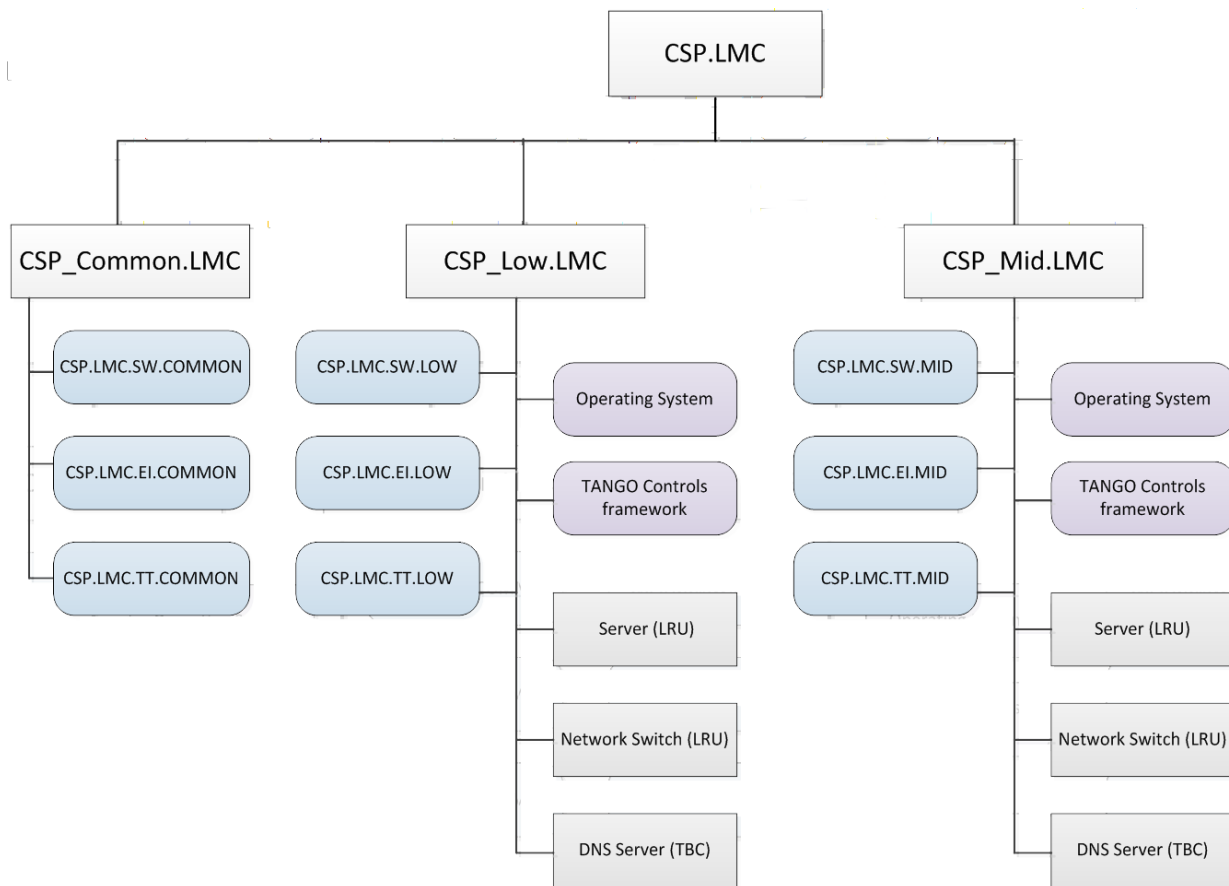 CSP.LMC
CSP_Common.LMC
CSP_Low.LMC
CSP_Mid.LMC
CSP.LMC.SW.COMMON
CSP.LMC.EI.COMMON
CSP.LMC.TT.COMMON
CSP.LMC.SW.LOW
CSP.LMC.EI.LOW
CSP.LMC.TT.LOW
Operating System
TANGO Controls
framework
Server (LRU)
Network Switch (LRU)
DNS Server (TBC)
CSP.LMC.SW.MID
CSP.LMC.EI.MID
CSP.LMC.TT.MID
Operating System
TANGO Controls
framework
Server (LRU)
Network Switch (LRU)
DNS Server (TBC)